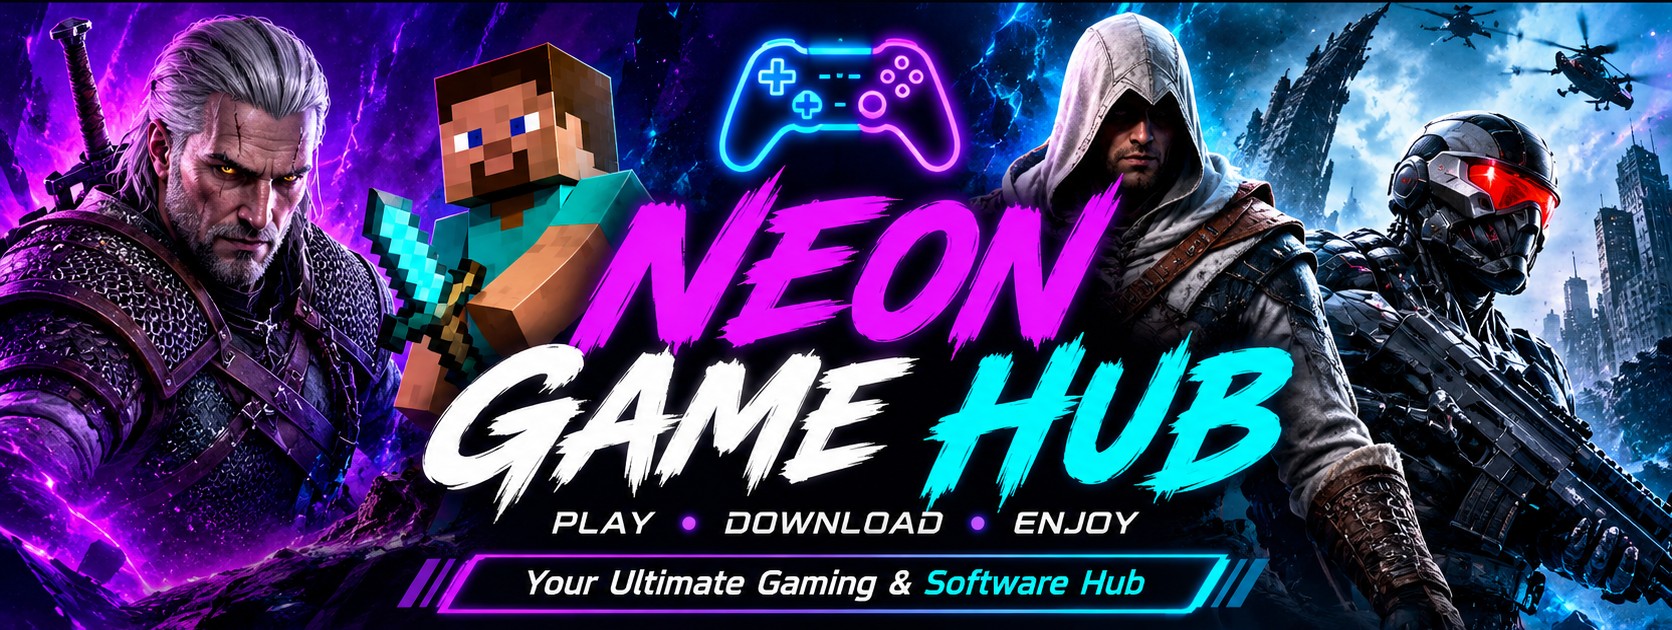 NEON
GAME HUB
PLAY • DOWNLOAD • ENJOY
Your Ultimate Gaming & Software Hub